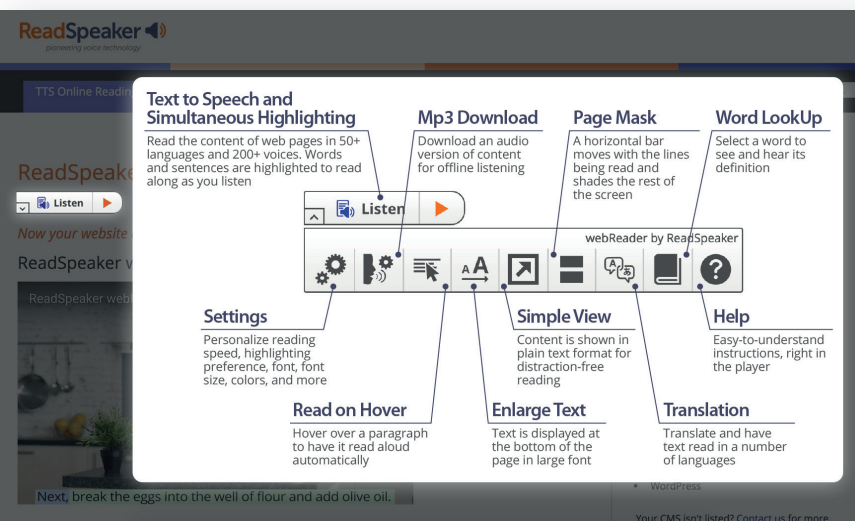 ReadSpeaker
pioneering voice technology
TTS Online Readin
ReadSpeake
Listen
Now your website
ReadSpeaker w
ReadSpeaker web
Next, break the eggs into the well of flour and add olive oil.
Text to Speech and
Simultaneous Highlighting
Read the content of web pages in 50+
languages and 200+ voices. Words
and sentences are highlighted to read
along as you listen
Mp3 Download
Download an audio
version of content
for offline listening
Page Mask
A horizontal bar
moves with the lines
being read and
shades the rest of
the screen
Word LookUp
Select a word to
see and hear its
definition
Listen
webReader by ReadSpeaker
Settings
Personalize reading
speed, highlighting
preference, font, font
size, colors, and more
Simple View
Content is shown in
plain text format for
distraction-free
reading
Help
Easy-to-understand
instructions, right in
the player
Read on Hover
Hover over a paragraph
to have it read aloud
automatically
Enlarge Text
Text is displayed at
the bottom of the
page in large font
Translation
Translate and have
text read in a number
of languages
WordPress
Your CMS isn't listed? Contact us for more